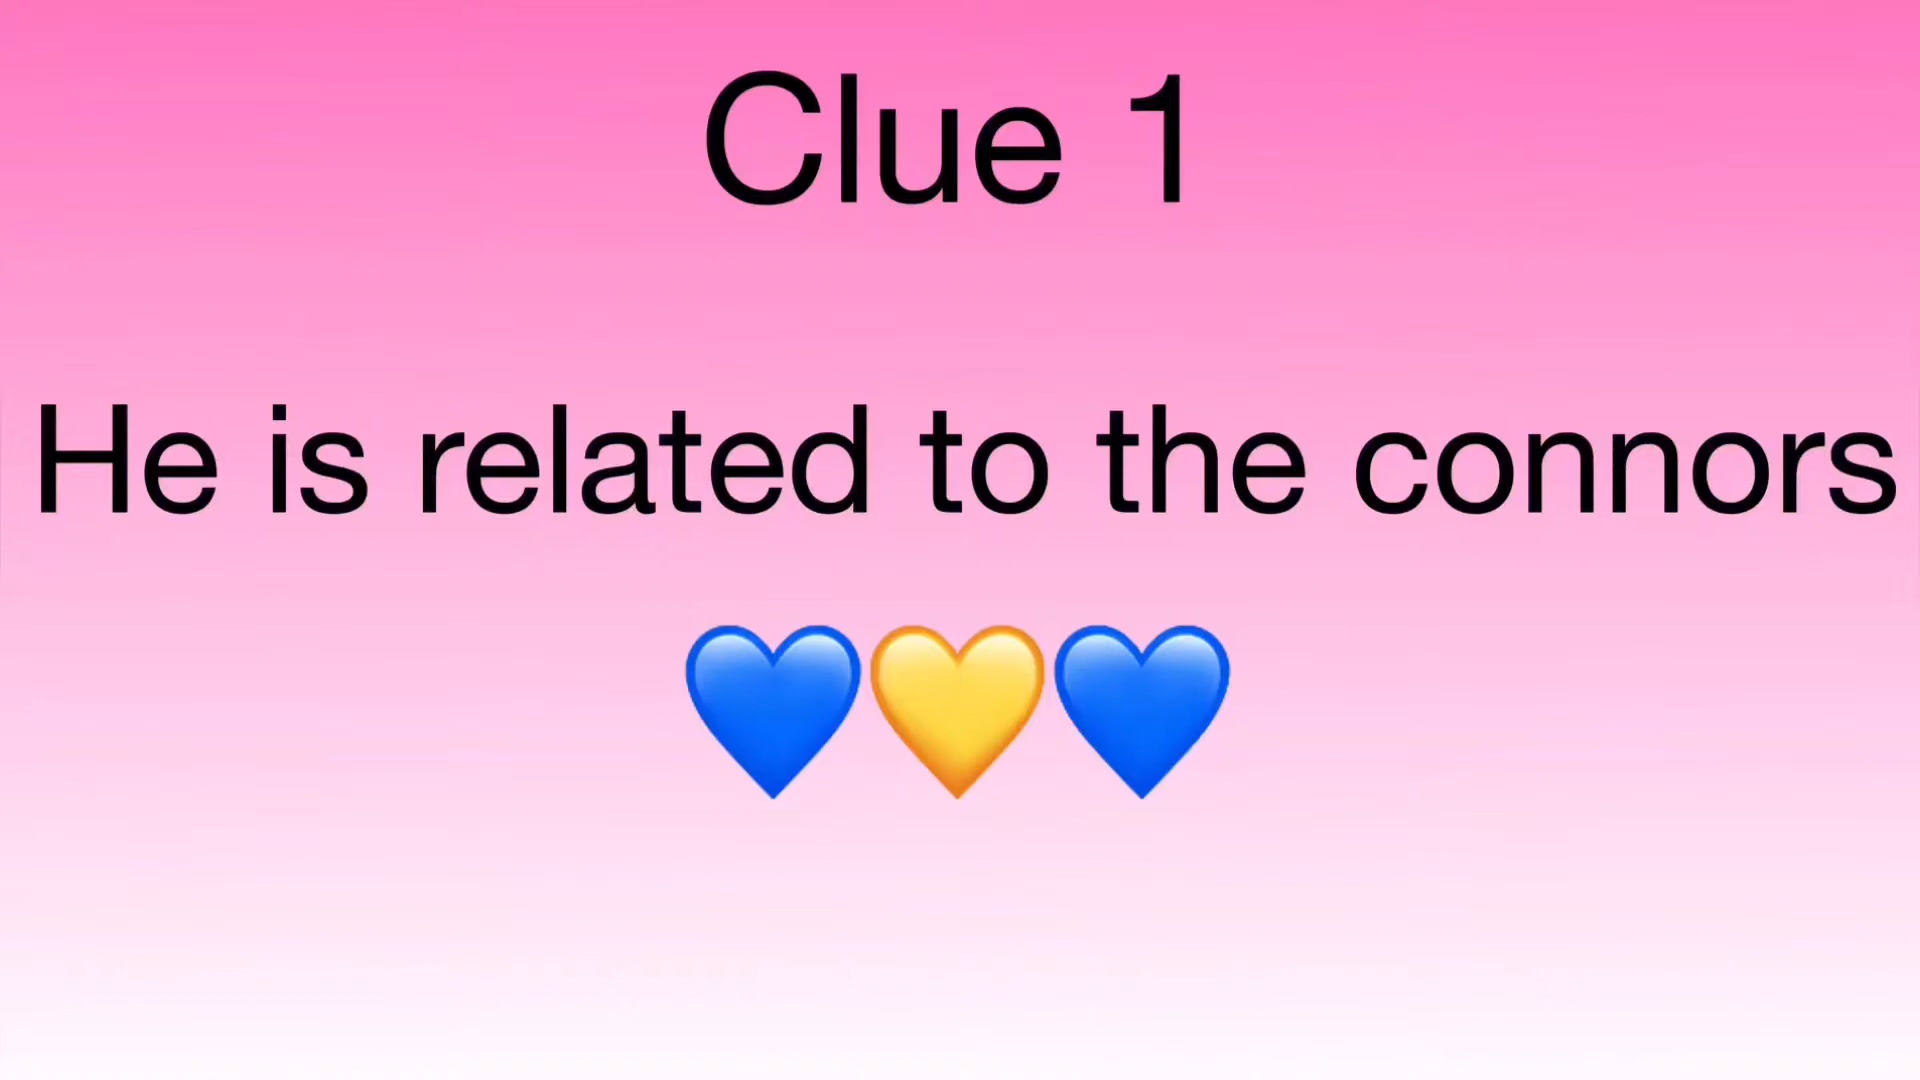 Clue 1
He is related to the connors
💙💛💙